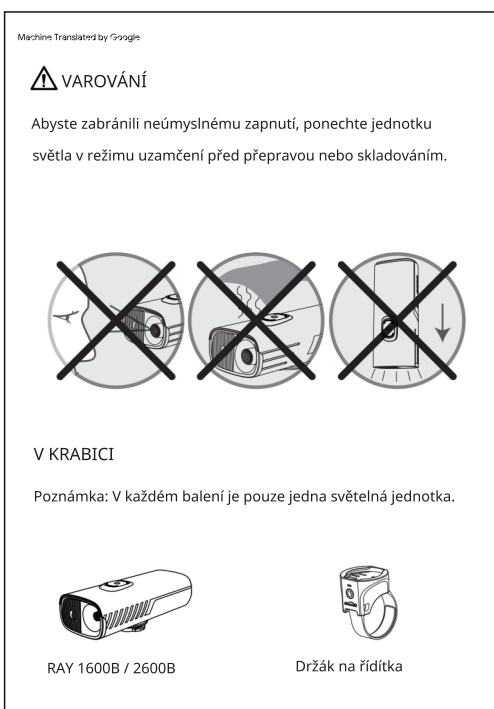 Machine Translated by Google
VAROVÁNÍ
Abyste zabránili neúmyslnému zapnutí, ponechte jednotku
světla v režimu uzamčení před přepravou nebo skladováním.
V KRABICI
Poznámka: V každém balení je pouze jedna světelná jednotka.
RAY 1600B / 2600B
Držák na řídítka